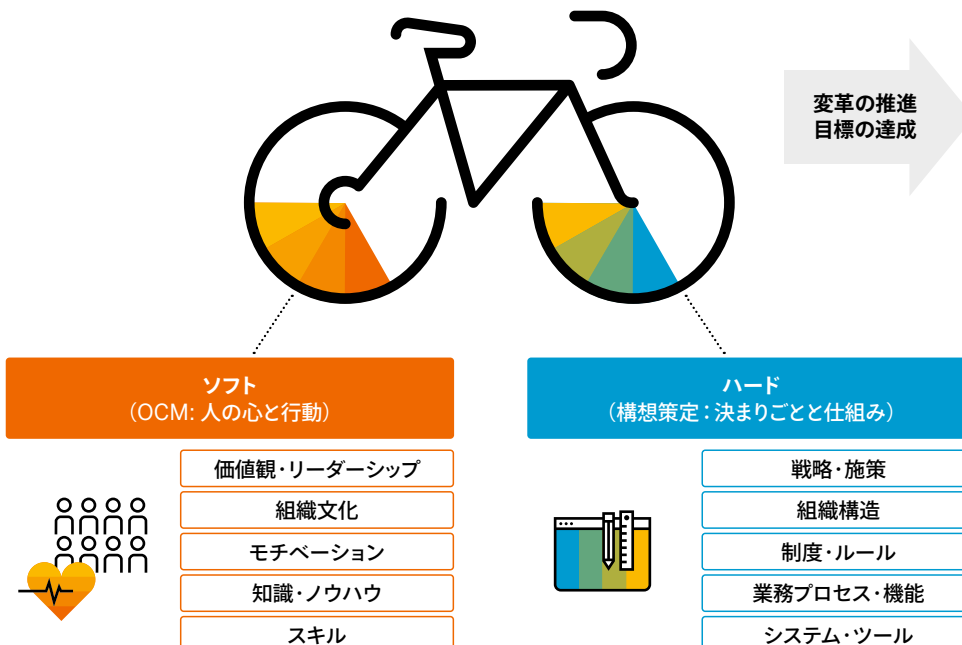 変革の推進
目標の達成
ソフト
（OCM: 人の心と行動）
価値観・リーダーシップ
組織文化
モチベーション
知識・ノウハウ
スキル
ハード
（構想策定：決まりごとと仕組み）
戦略・施策
組織構造
制度・ルール
業務プロセス・機能
システム・ツール